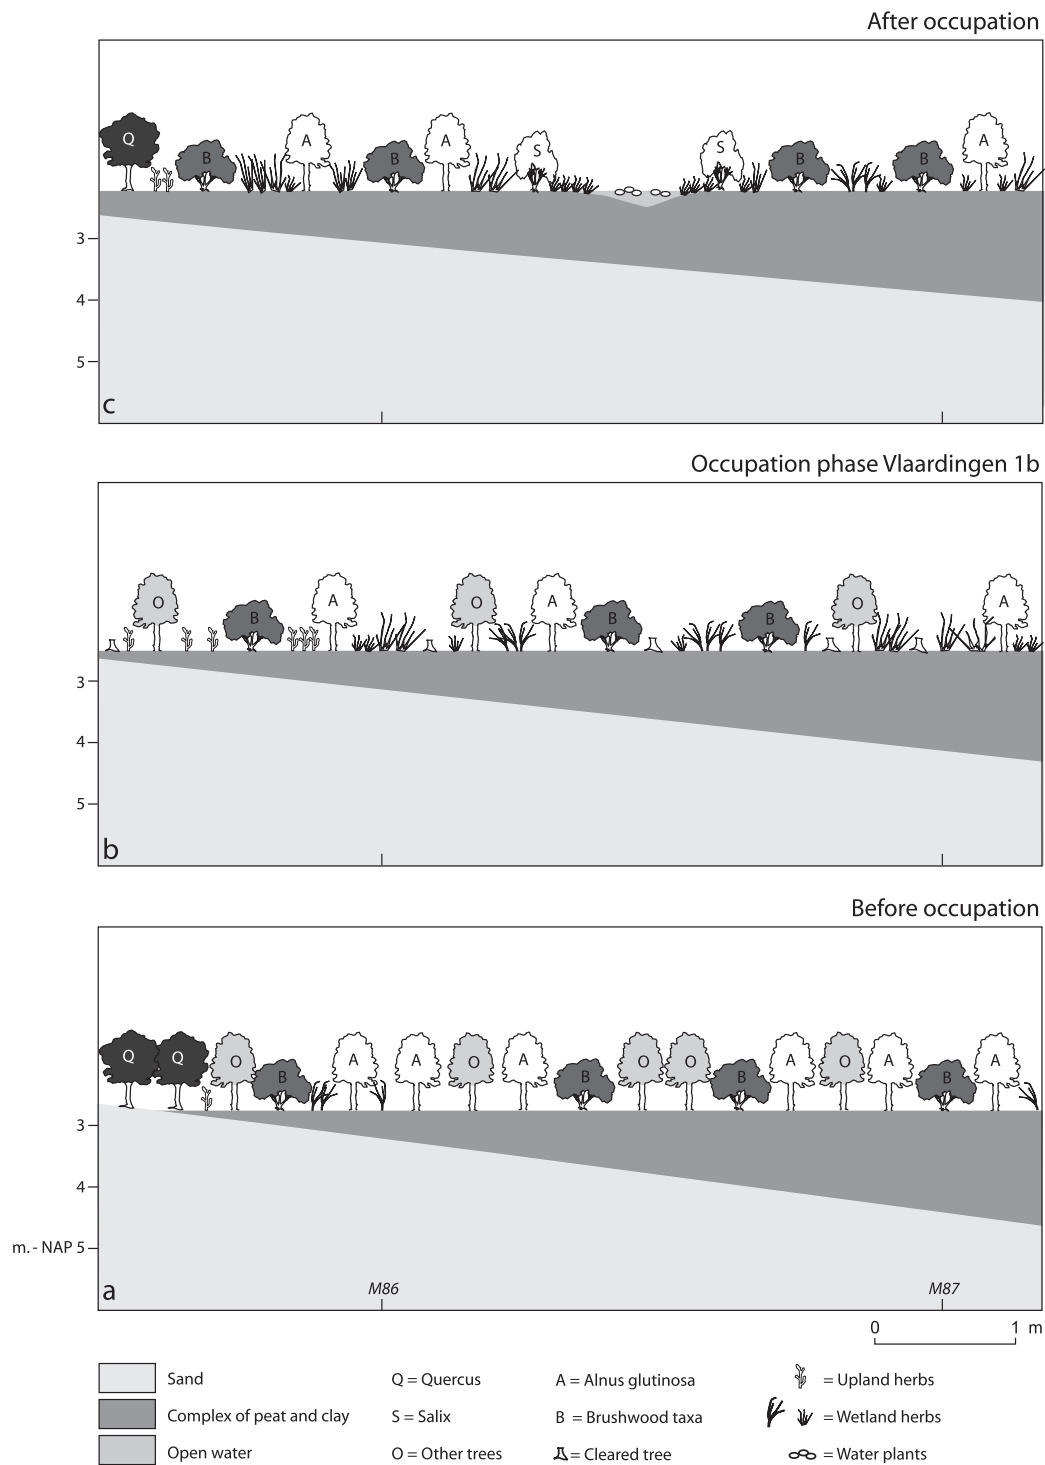 After occupation
Q B A B A S S B B A
3
4
5
c
Occupation phase Vlaardingen 1b
O B A O A B B O A
3
4
5
b
Before occupation
Q Q O B A A O A B O O B A O A B A
3
4
m. - NAP 5
a
M86 M87
0 1 m
Sand Q = Quercus A = Alnus glutinosa = Upland herbs
Complex of peat and clay S = Salix B = Brushwood taxa = Wetland herbs
Open water O = Other trees = Cleared tree = Water plants